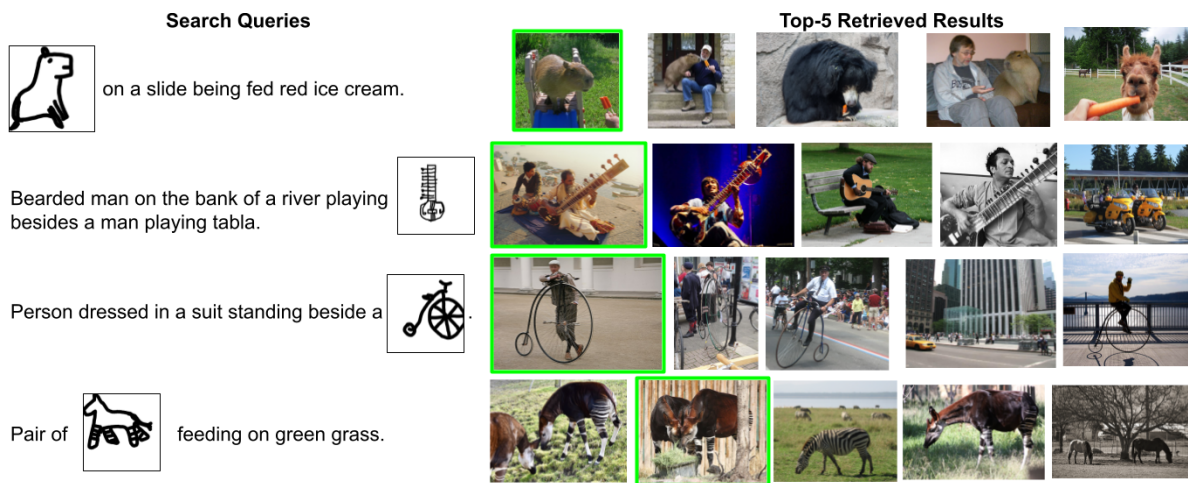 Search Queries
Top-5 Retrieved Results
on a slide being fed red ice cream.
Bearded man on the bank of a river playing
besides a man playing tabla.
Person dressed in a suit standing beside a
.
Pair of
feeding on green grass.